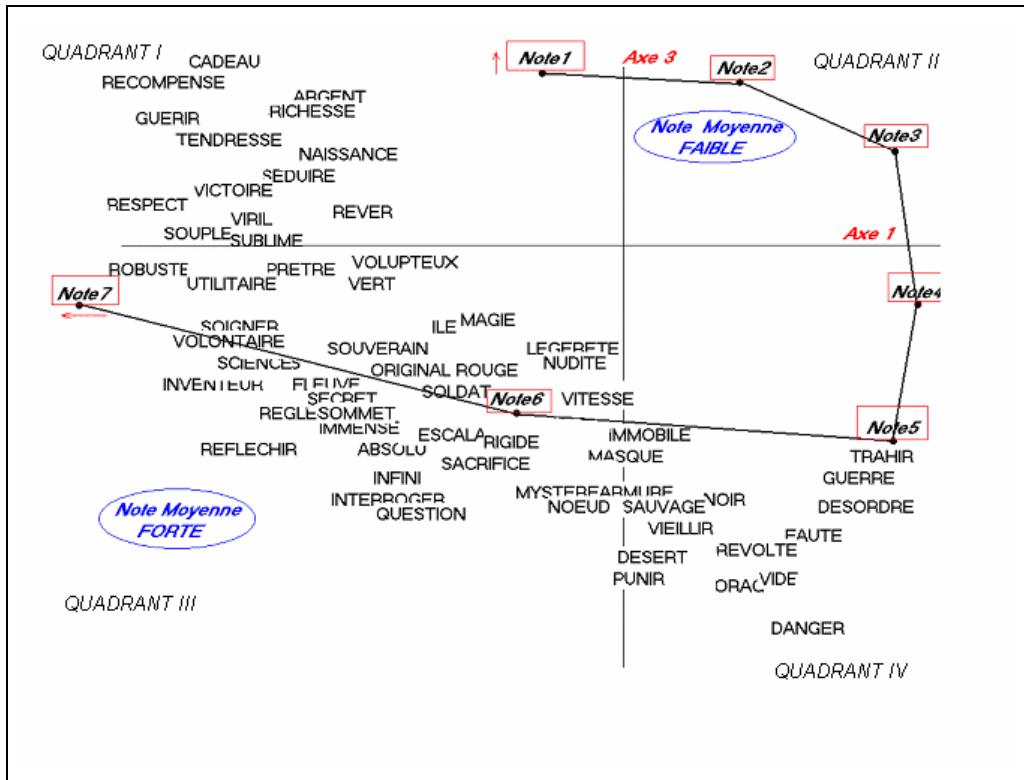 QUADRANT I
CADEAU
Note1
Axe 3
Note2
QUADRANT II
RECOMPENSE
ARGENT
RICHESSE
GUERIR
Note Moyenne
FAIBLE
Note3
TENDRESSE
NAISSANCE
SEDUIRE
VICTOIRE
RESPECT
REVER
VIRIL
SOUPLE
SUBLIME
Axe 1
ROBUSTE
PRETRE
VOLUPTEUX
UTILITAIRE
VERT
Note7
Note4
SOIGNER
ILE
MAGIE
VOLONTAIRE
SOUVERAIN
LEGERETE
SCIENCES
NUDITE
ORIGINAL ROUGE
INVENTEUR
FLEUVE
SOLDAT
SECRET
Note6
VITESSE
REGLE
SOMMET
IMMENSE
Note5
ESCALA
RIGIDE
IMMOBILE
REFLECHIR
ABSOLU
MASQUE
TRAHIR
SACRIFICE
INFINI
GUERRE
INTERROGER
MYSTERE
ARMURE
NOIR
Note Moyenne
FORTE
QUESTION
NOEUD
SAUVAGE
DESORDRE
VIEILLIR
FAUTE
DESERT
REVOLTE
PUNIR
ORAG
VIDE
QUADRANT III
DANGER
QUADRANT IV